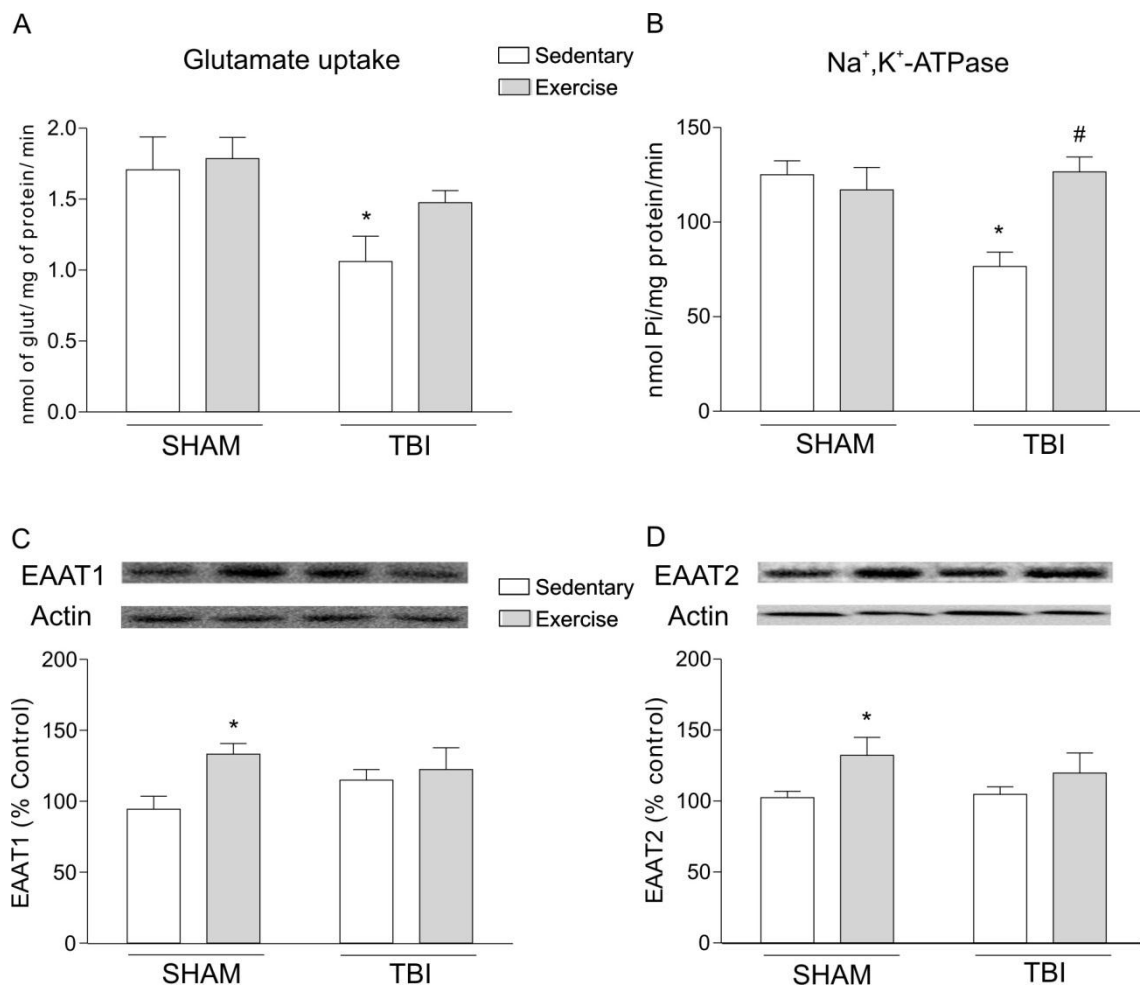 A
Glutamate uptake
Sedentary
Exercise
nmol of glut/ mg of protein/ min
2.0
1.5
1.0
0.5
0.0
*
SHAM
TBI
B
Na⁺,K⁺-ATPase
nmol Pi/mg protein/min
150
100
50
0
*
#
SHAM
TBI
C
EAAT1
Actin
Sedentary
Exercise
EAAT1 (% Control)
200
150
100
50
0
*
SHAM
TBI
D
EAAT2
Actin
EAAT2 (% control)
200
150
100
50
0
*
SHAM
TBI